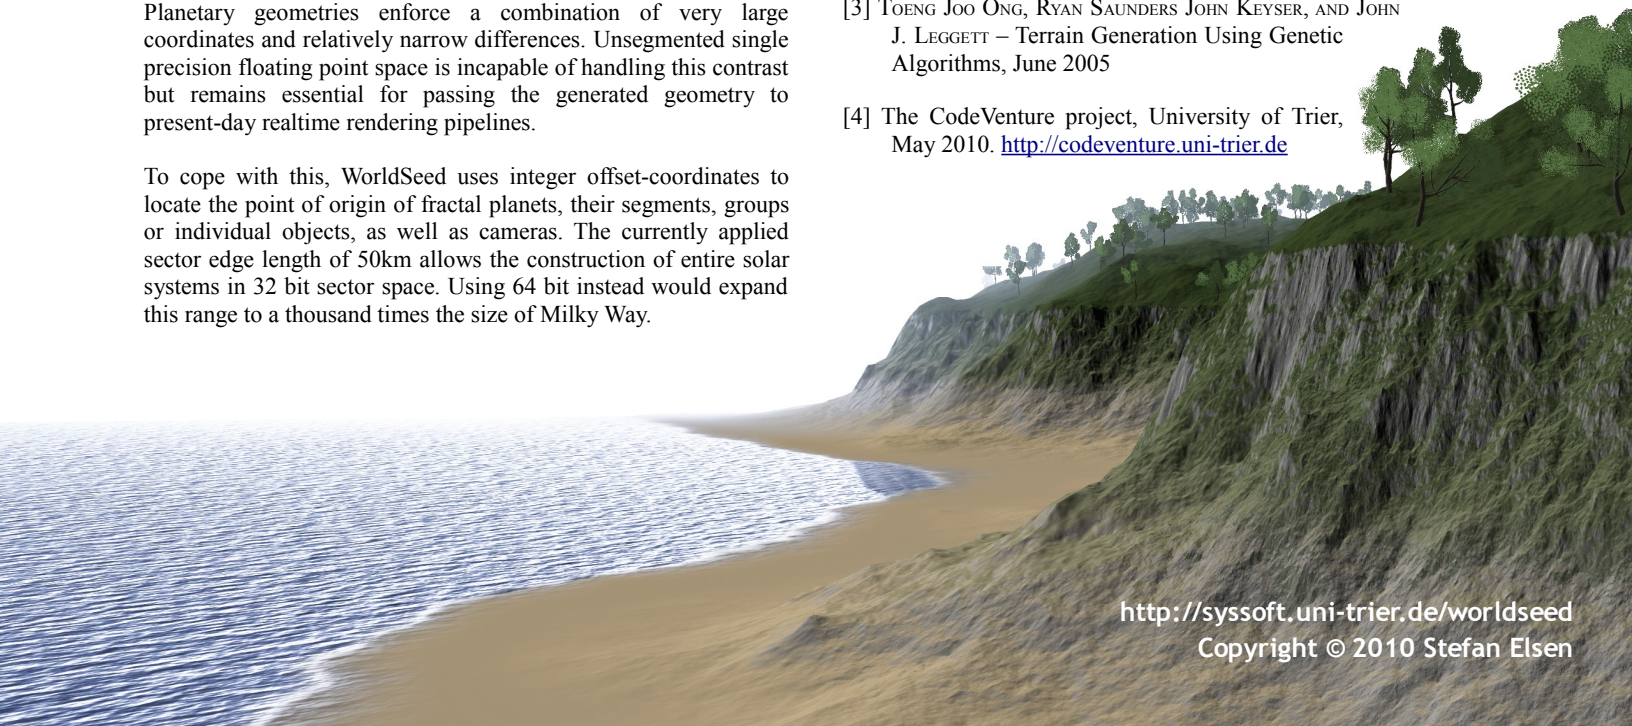 Planetary geometries enforce a combination of very large
coordinates and relatively narrow differences. Unsegmented single
precision floating point space is incapable of handling this contrast
but remains essential for passing the generated geometry to
present-day realtime rendering pipelines.
To cope with this, WorldSeed uses integer offset-coordinates to
locate the point of origin of fractal planets, their segments, groups
or individual objects, as well as cameras. The currently applied
sector edge length of 50km allows the construction of entire solar
systems in 32 bit sector space. Using 64 bit instead would expand
this range to a thousand times the size of Milky Way.
[3] Toeng Joo Ong, Ryan Saunders John Keyser, and John
J. Leggett – Terrain Generation Using Genetic
Algorithms, June 2005
[4] The CodeVenture project, University of Trier,
May 2010. http://codeventure.uni-trier.de
http://syssoft.uni-trier.de/worldseed
Copyright © 2010 Stefan Elsen